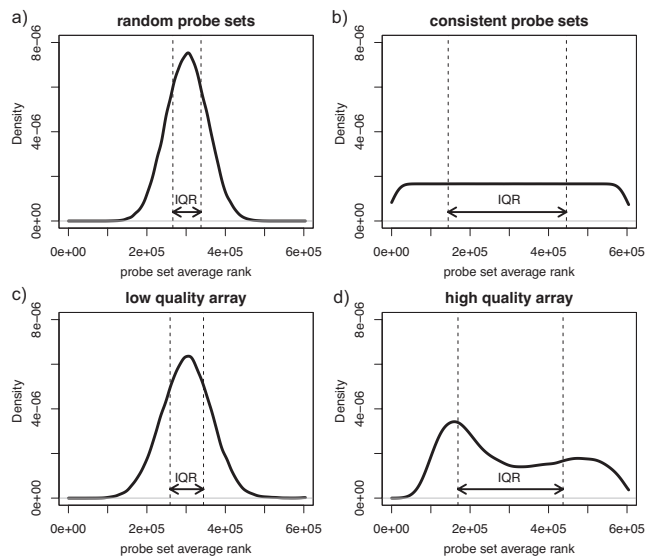 a) random probe sets
Density
0e+00 4e−06 8e−06
IQR
0e+00 2e+05 4e+05 6e+05
probe set average rank
b) consistent probe sets
Density
0e+00 4e−06 8e−06
IQR
0e+00 2e+05 4e+05 6e+05
probe set average rank
c) low quality array
Density
0e+00 4e−06 8e−06
IQR
0e+00 2e+05 4e+05 6e+05
probe set average rank
d) high quality array
Density
0e+00 4e−06 8e−06
IQR
0e+00 2e+05 4e+05 6e+05
probe set average rank